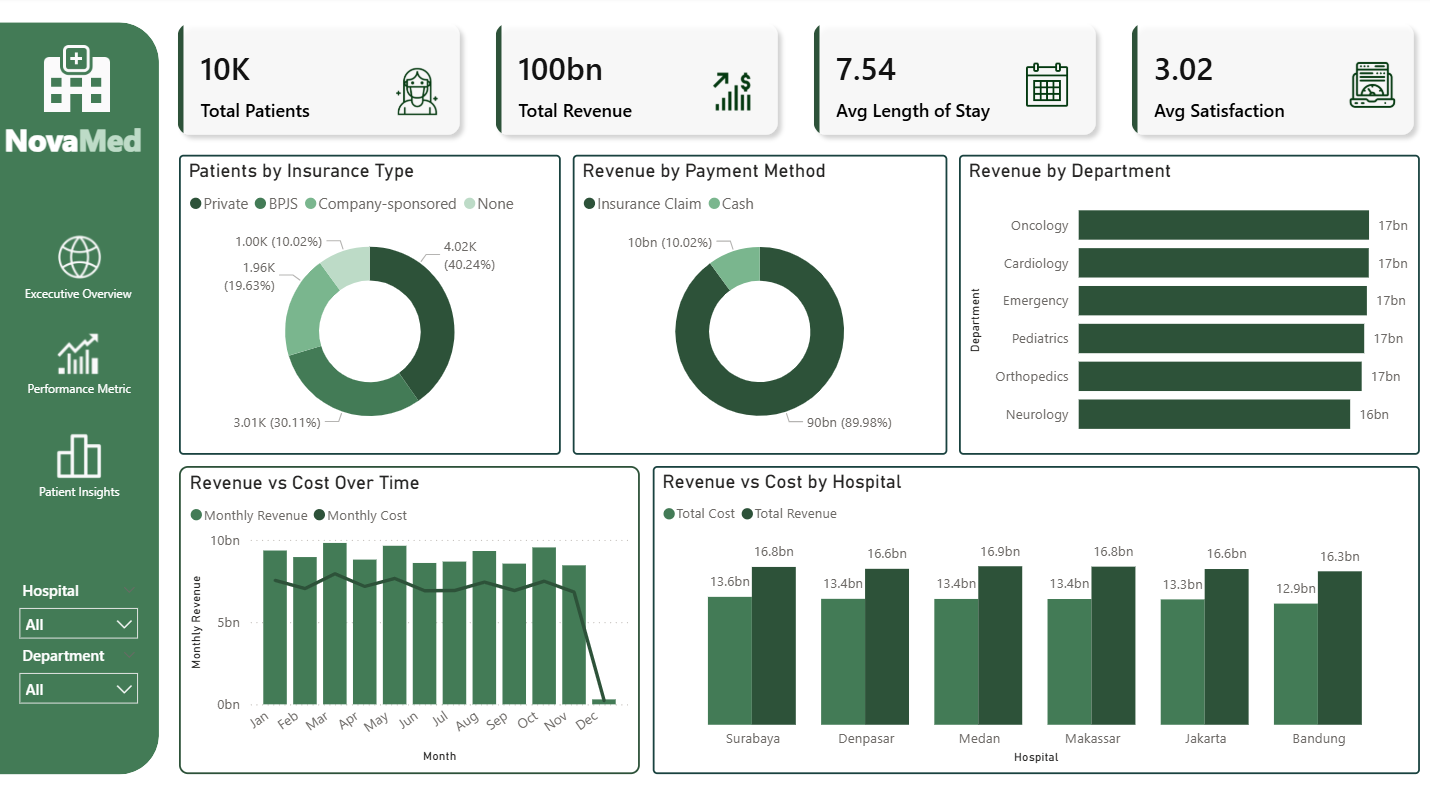 NovaMed
Excecutive Overview
Performance Metric
Patient Insights
Hospital
All
Department
All
10K
Total Patients
100bn
Total Revenue
7.54
Avg Length of Stay
3.02
Avg Satisfaction
Patients by Insurance Type
Private BPJS Company-sponsored None
1.00K (10.02%)
4.02K
(40.24%)
1.96K
(19.63%)
3.01K (30.11%)
Revenue by Payment Method
Insurance Claim Cash
10bn (10.02%)
90bn (89.98%)
Revenue by Department
Department
Oncology 17bn
Cardiology 17bn
Emergency 17bn
Pediatrics 17bn
Orthopedics 17bn
Neurology 16bn
Revenue vs Cost Over Time
Monthly Revenue Monthly Cost
Monthly Revenue
10bn
5bn
0bn
Jan Feb Mar Apr May Jun Jul Aug Sep Oct Nov Dec
Month
Revenue vs Cost by Hospital
Total Cost Total Revenue
13.6bn 16.8bn 13.4bn 16.6bn 13.4bn 16.9bn 13.4bn 16.8bn 13.3bn 16.6bn 12.9bn 16.3bn
Surabaya Denpasar Medan Makassar Jakarta Bandung
Hospital